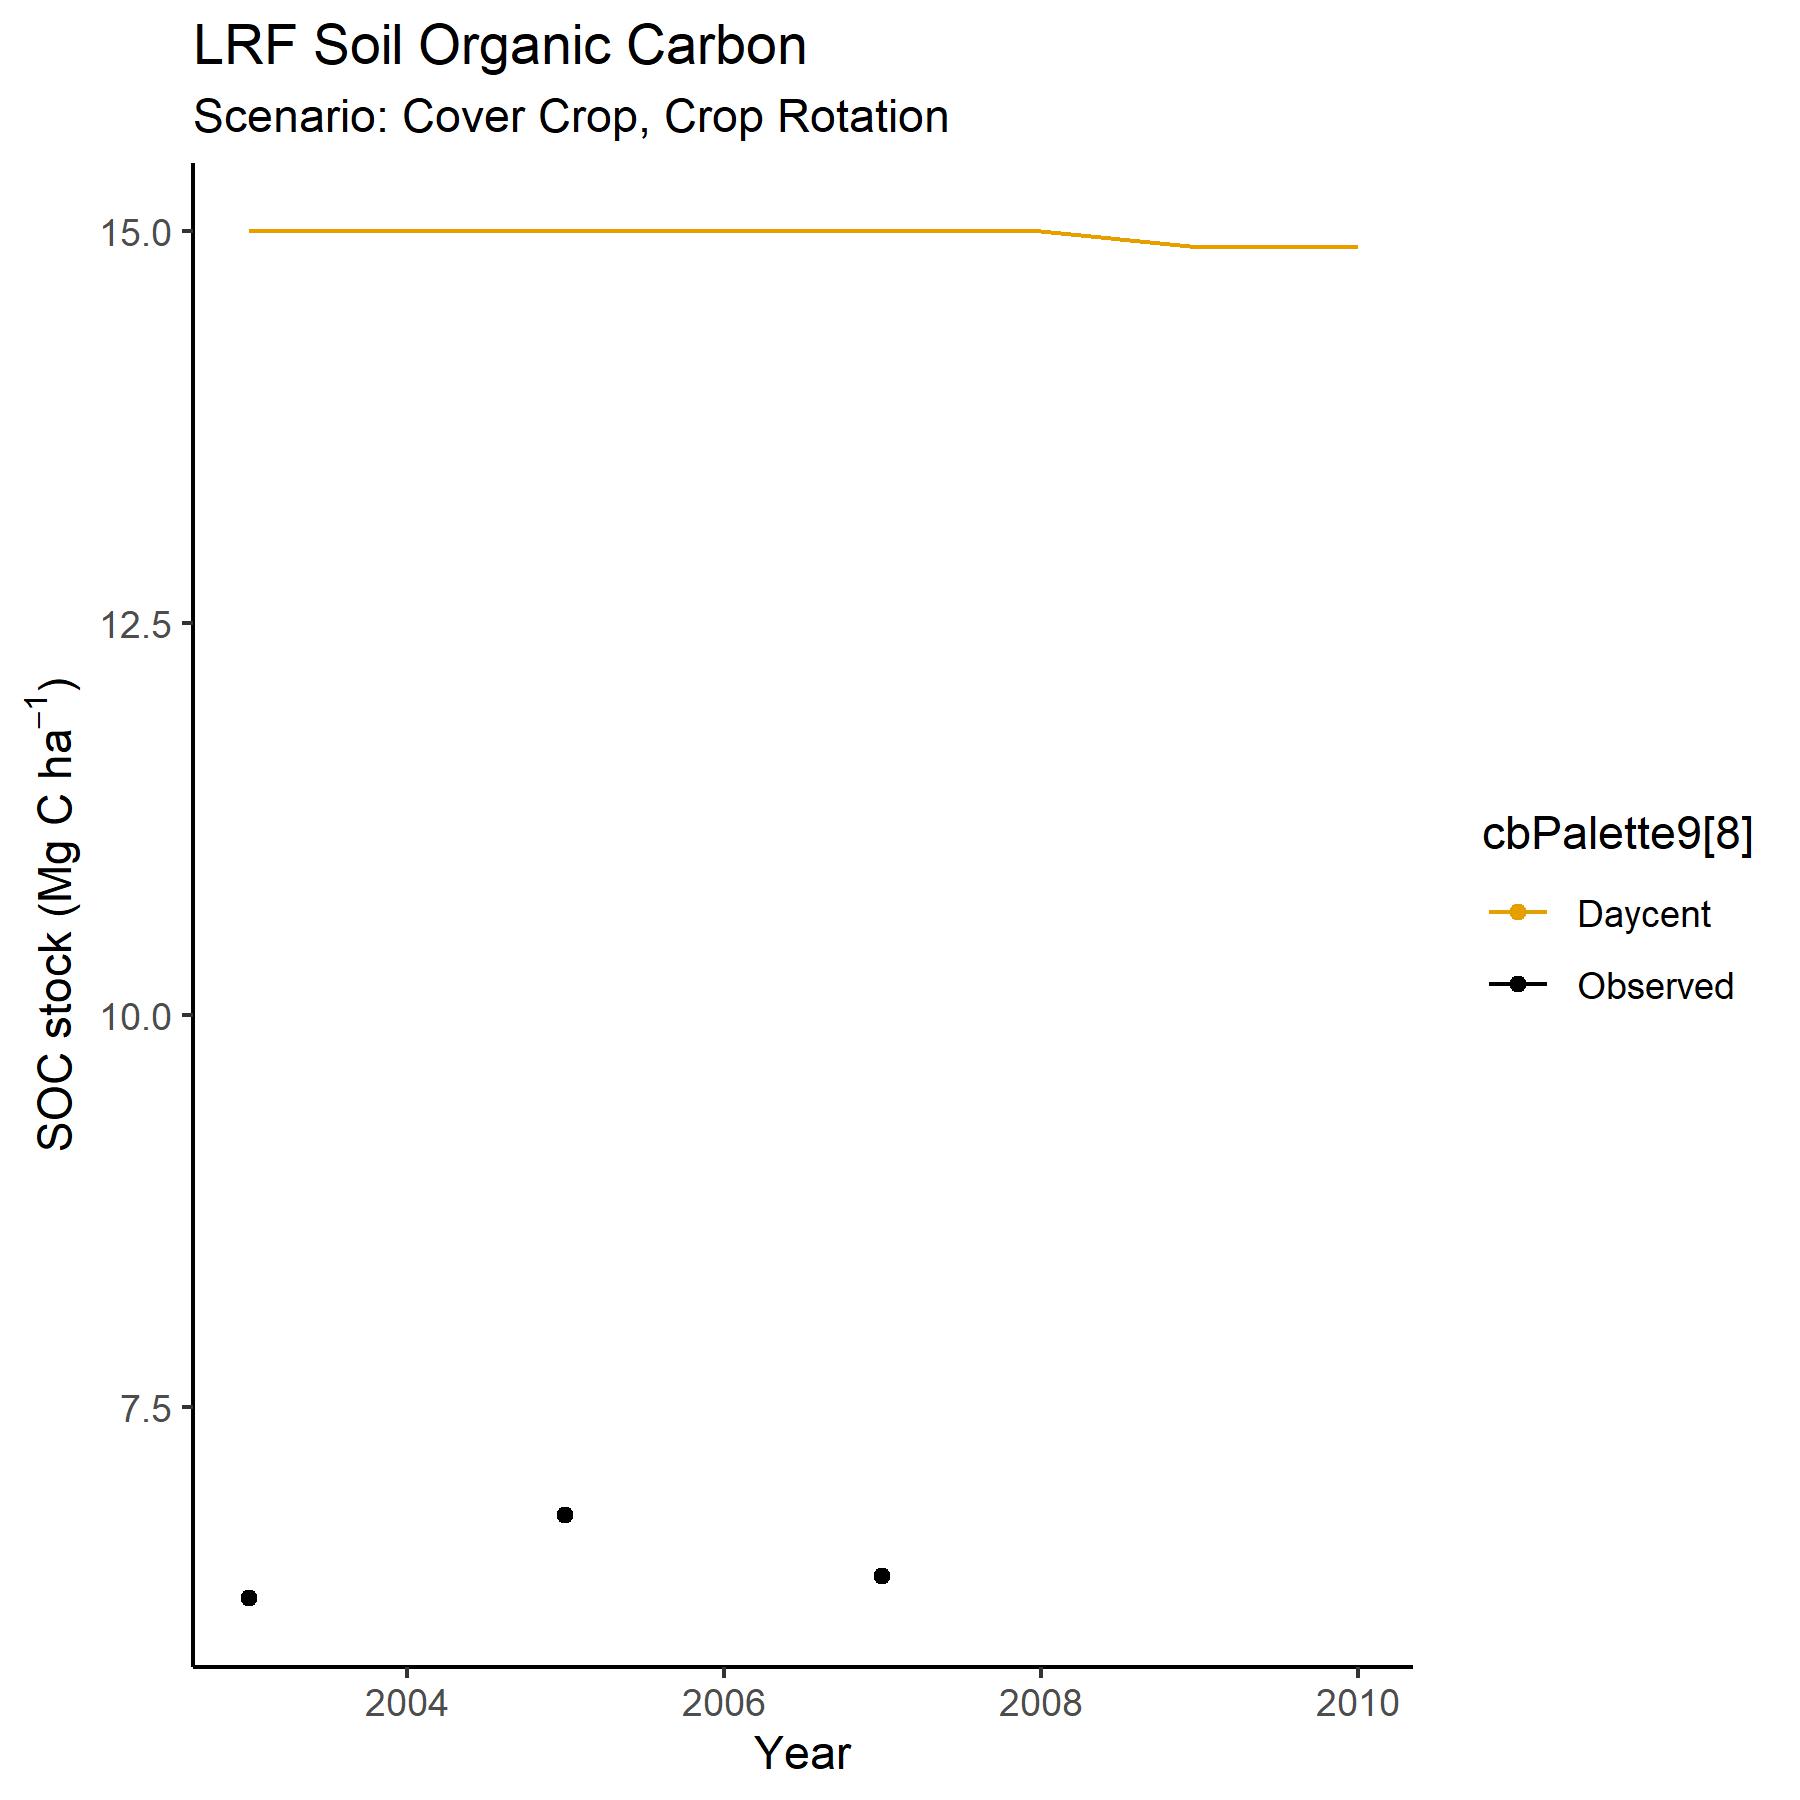 LRF Soil Organic Carbon
Scenario: Cover Crop, Crop Rotation
15.0
12.5
10.0
7.5
SOC stock (Mg C ha⁻¹)
2004 2006 2008 2010
Year
cbPalette9[8]
Daycent
Observed